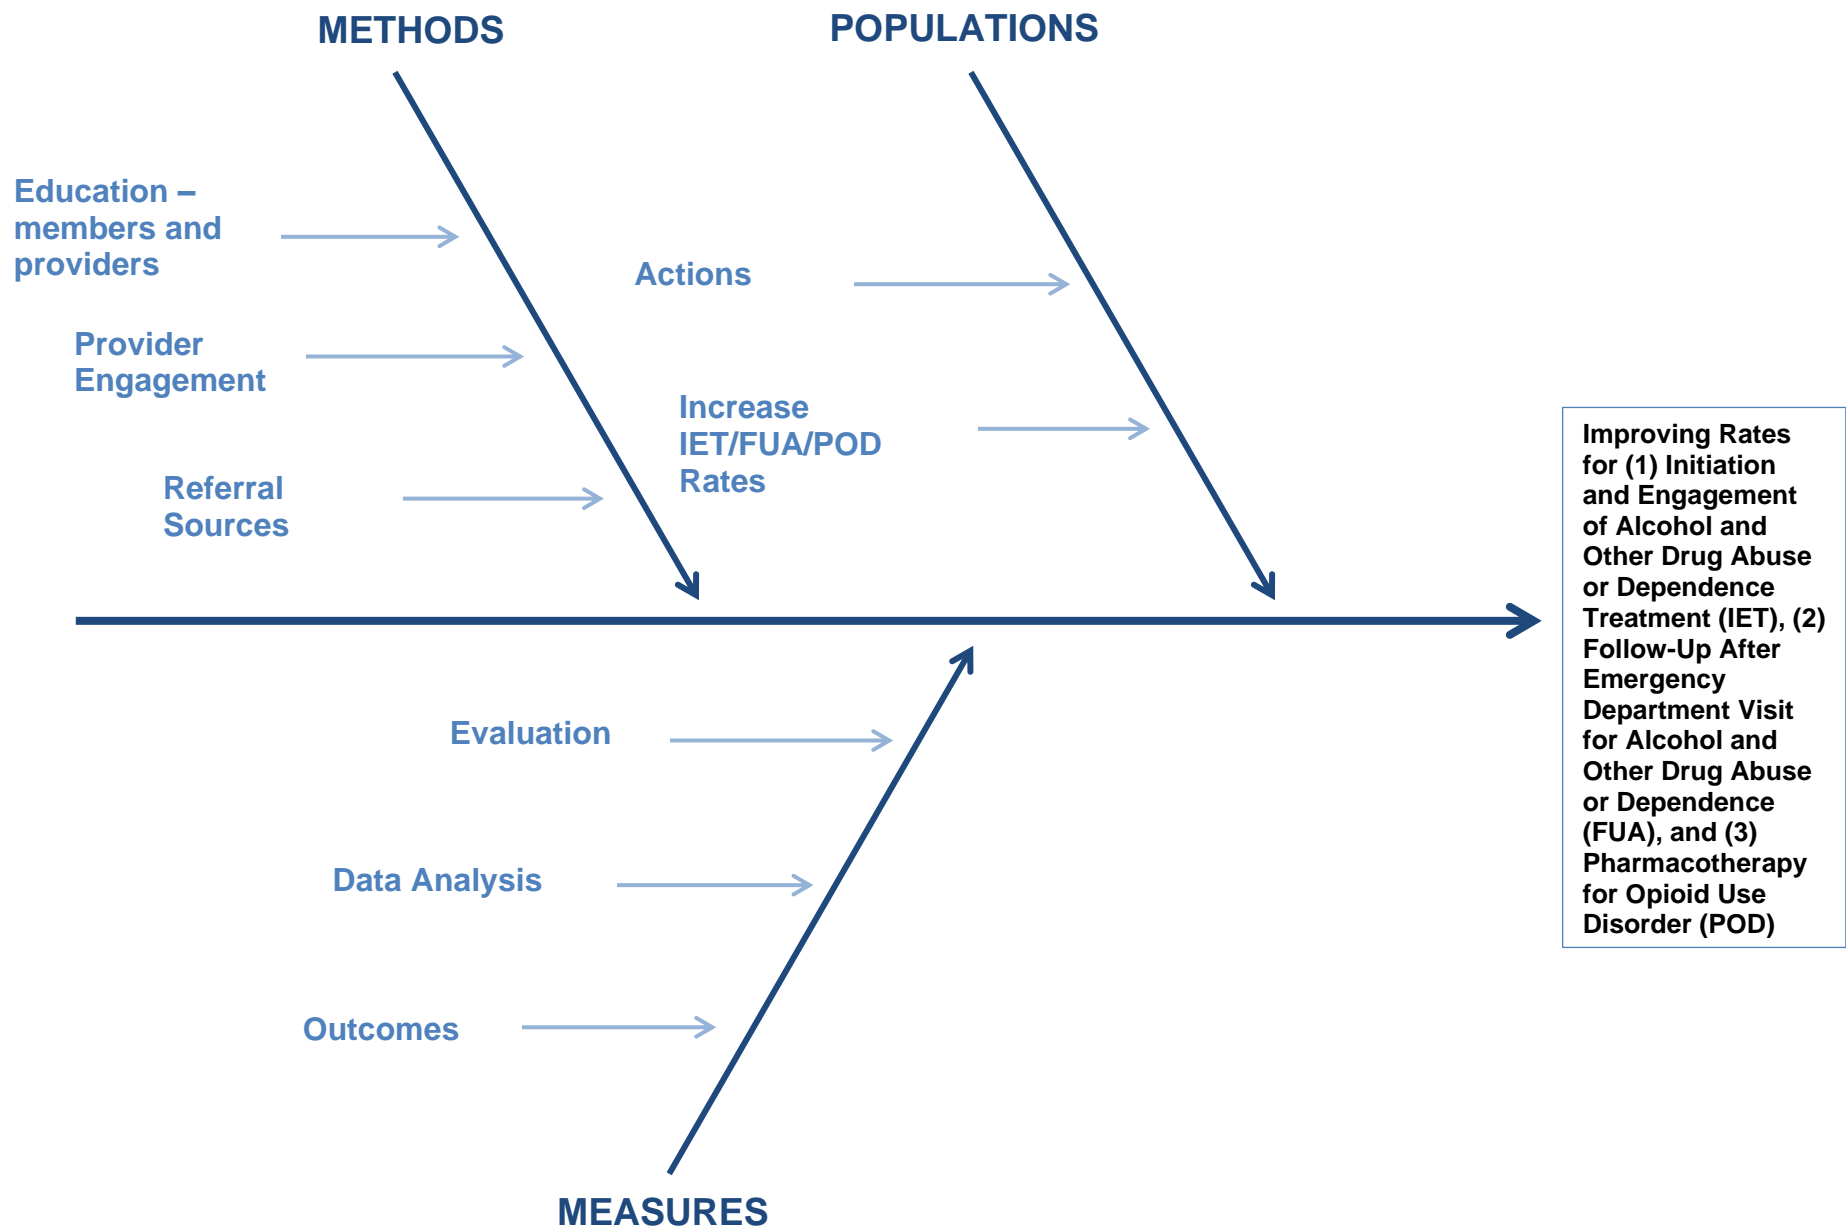 METHODS
POPULATIONS
Education –
members and
providers
Actions
Provider
Engagement
Increase
IET/FUA/POD
Rates
Referral
Sources
Improving Rates
for (1) Initiation
and Engagement
of Alcohol and
Other Drug Abuse
or Dependence
Treatment (IET), (2)
Follow-Up After
Emergency
Department Visit
for Alcohol and
Other Drug Abuse
or Dependence
(FUA), and (3)
Pharmacotherapy
for Opioid Use
Disorder (POD)
Evaluation
Data Analysis
Outcomes
MEASURES